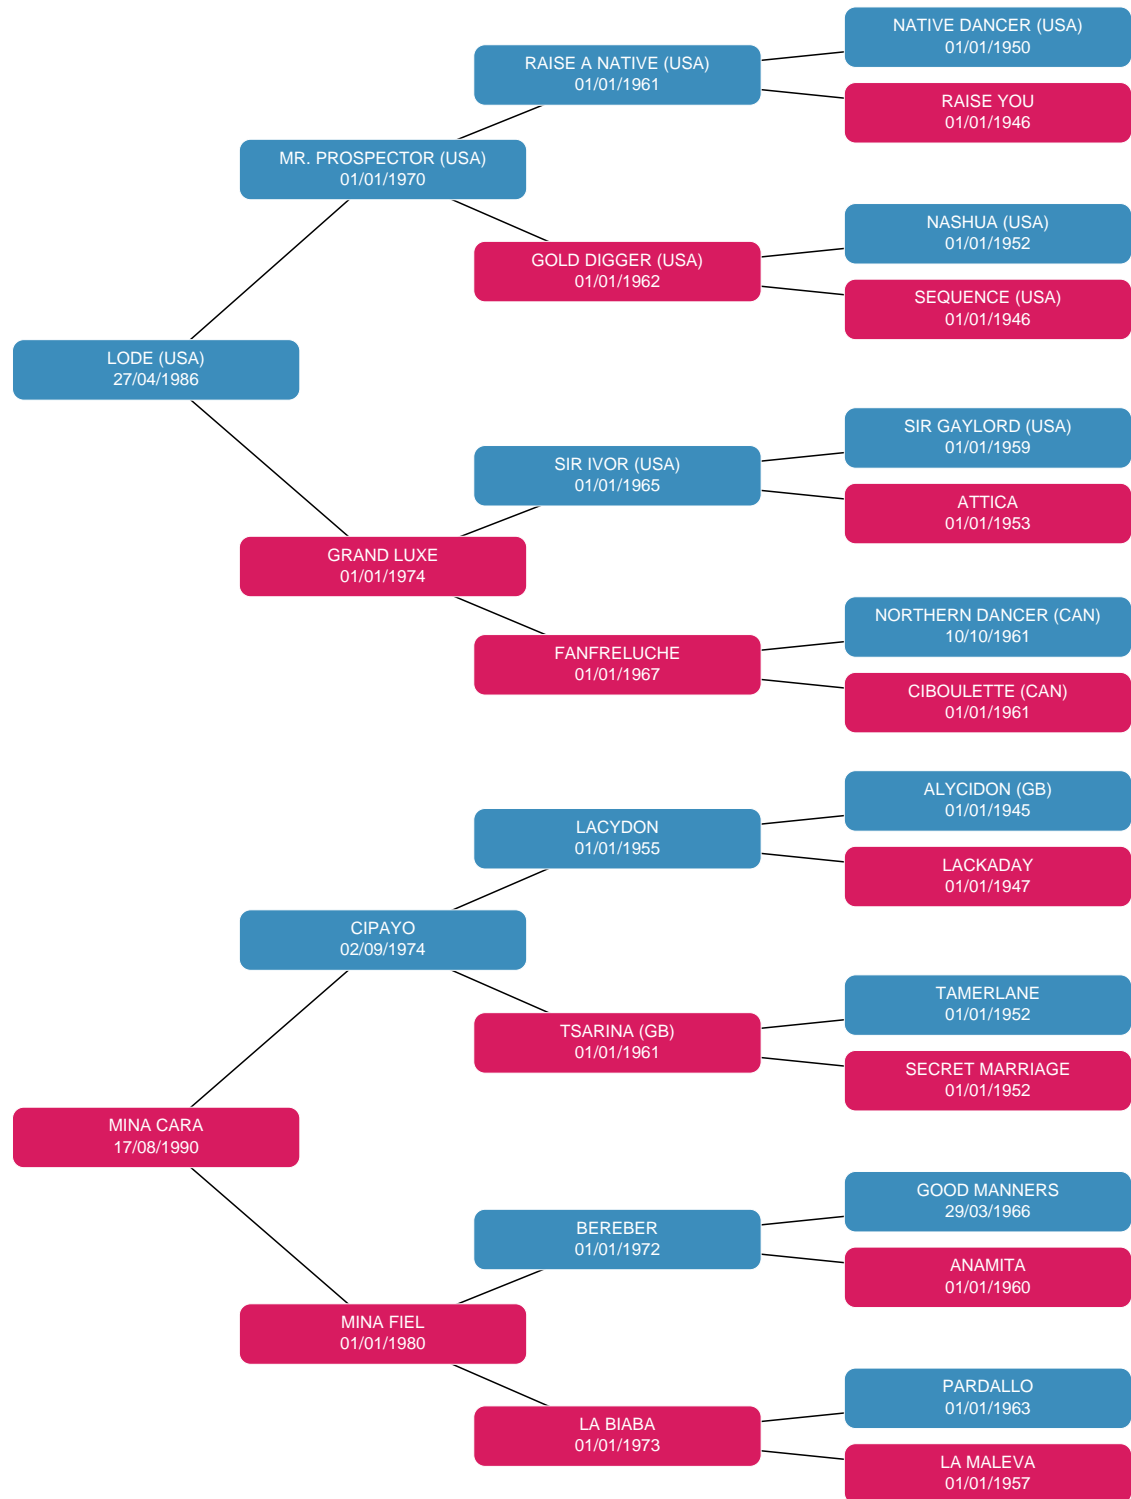 NATIVE DANCER (USA)
01/01/1950
RAISE A NATIVE (USA)
01/01/1961
RAISE YOU
01/01/1946
MR. PROSPECTOR (USA)
01/01/1970
NASHUA (USA)
01/01/1952
GOLD DIGGER (USA)
01/01/1962
SEQUENCE (USA)
01/01/1946
LODE (USA)
27/04/1986
SIR GAYLORD (USA)
01/01/1959
SIR IVOR (USA)
01/01/1965
ATTICA
01/01/1953
GRAND LUXE
01/01/1974
NORTHERN DANCER (CAN)
10/10/1961
FANFRELUCHE
01/01/1967
CIBOULETTE (CAN)
01/01/1961
ALYCIDON (GB)
01/01/1945
LACYDON
01/01/1955
LACKADAY
01/01/1947
CIPAYO
02/09/1974
TAMERLANE
01/01/1952
TSARINA (GB)
01/01/1961
SECRET MARRIAGE
01/01/1952
MINA CARA
17/08/1990
GOOD MANNERS
29/03/1966
BEREBER
01/01/1972
ANAMITA
01/01/1960
MINA FIEL
01/01/1980
PARDALLO
01/01/1963
LA BIABA
01/01/1973
LA MALEVA
01/01/1957